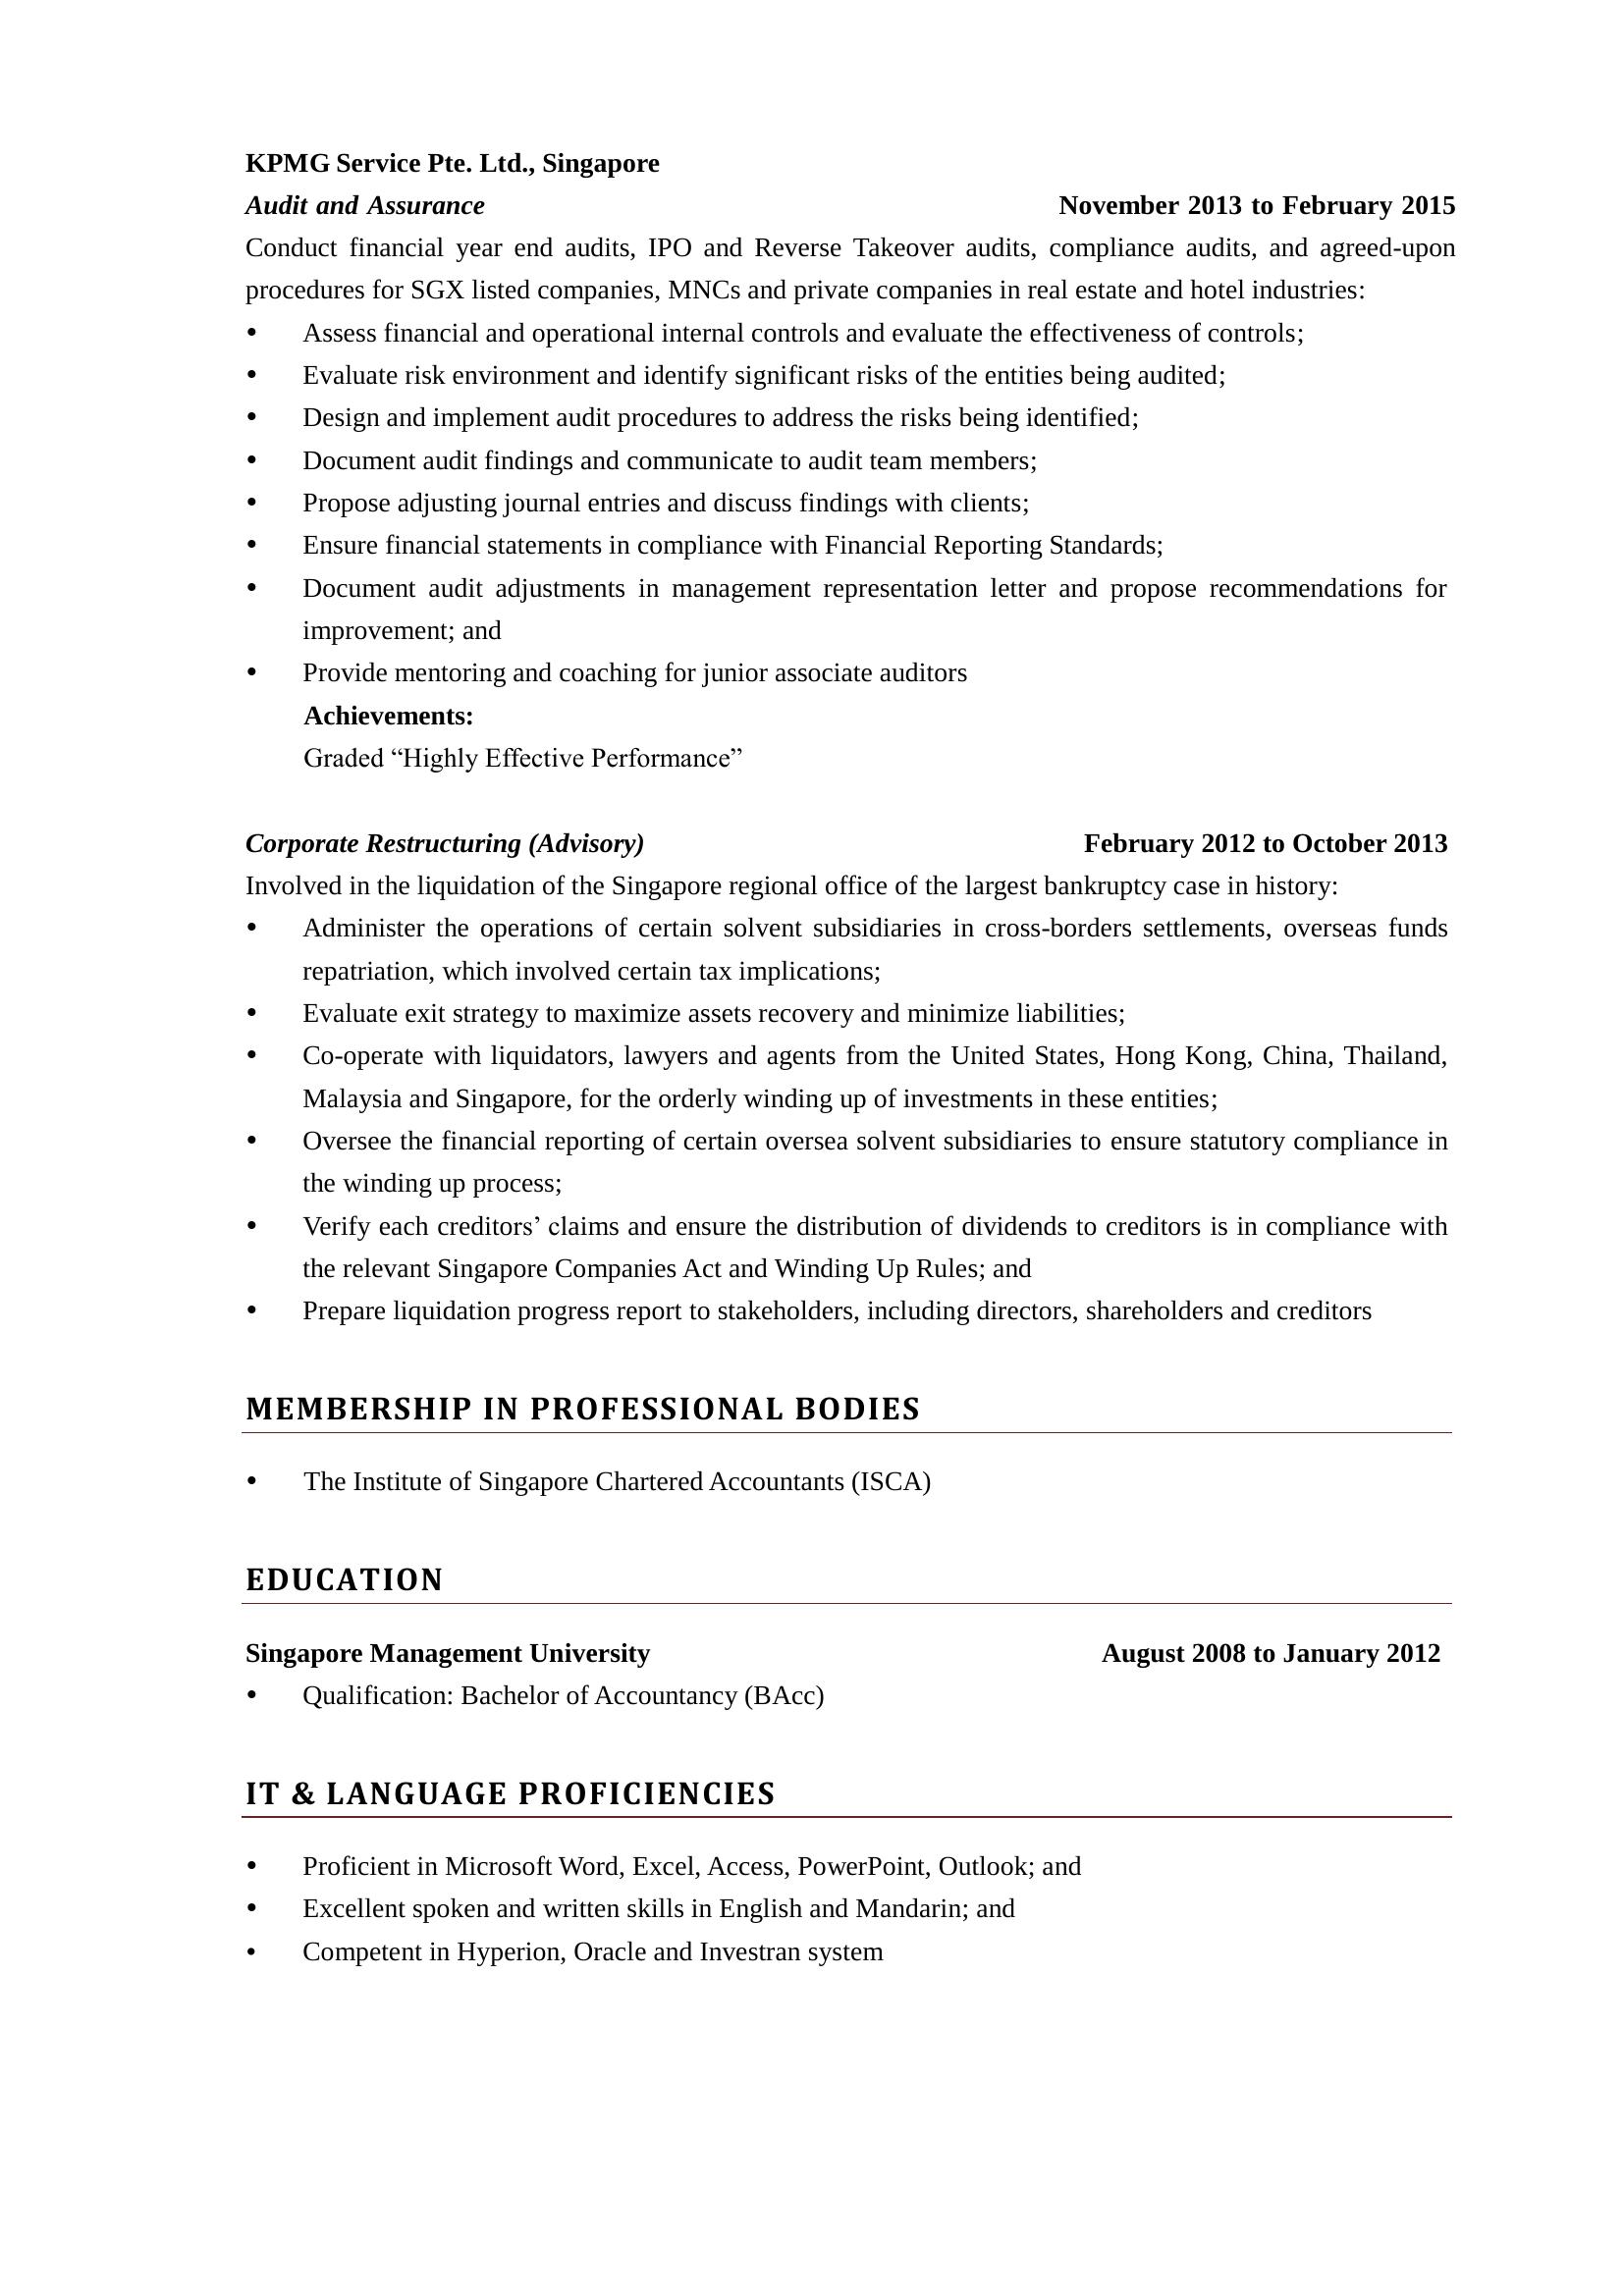 KPMG Service Pte. Ltd., Singapore
Audit and Assurance November 2013 to February 2015
Conduct financial year end audits, IPO and Reverse Takeover audits, compliance audits, and agreed-upon
procedures for SGX listed companies, MNCs and private companies in real estate and hotel industries:
• Assess financial and operational internal controls and evaluate the effectiveness of controls;
• Evaluate risk environment and identify significant risks of the entities being audited;
• Design and implement audit procedures to address the risks being identified;
• Document audit findings and communicate to audit team members;
• Propose adjusting journal entries and discuss findings with clients;
• Ensure financial statements in compliance with Financial Reporting Standards;
• Document audit adjustments in management representation letter and propose recommendations for
improvement; and
• Provide mentoring and coaching for junior associate auditors
Achievements:
Graded “Highly Effective Performance”
Corporate Restructuring (Advisory) February 2012 to October 2013
Involved in the liquidation of the Singapore regional office of the largest bankruptcy case in history:
• Administer the operations of certain solvent subsidiaries in cross-borders settlements, overseas funds
repatriation, which involved certain tax implications;
• Evaluate exit strategy to maximize assets recovery and minimize liabilities;
• Co-operate with liquidators, lawyers and agents from the United States, Hong Kong, China, Thailand,
Malaysia and Singapore, for the orderly winding up of investments in these entities;
• Oversee the financial reporting of certain oversea solvent subsidiaries to ensure statutory compliance in
the winding up process;
• Verify each creditors’ claims and ensure the distribution of dividends to creditors is in compliance with
the relevant Singapore Companies Act and Winding Up Rules; and
• Prepare liquidation progress report to stakeholders, including directors, shareholders and creditors
MEMBERSHIP IN PROFESSIONAL BODIES
• The Institute of Singapore Chartered Accountants (ISCA)
EDUCATION
Singapore Management University August 2008 to January 2012
• Qualification: Bachelor of Accountancy (BAcc)
IT & LANGUAGE PROFICIENCIES
• Proficient in Microsoft Word, Excel, Access, PowerPoint, Outlook; and
• Excellent spoken and written skills in English and Mandarin; and
• Competent in Hyperion, Oracle and Investran system